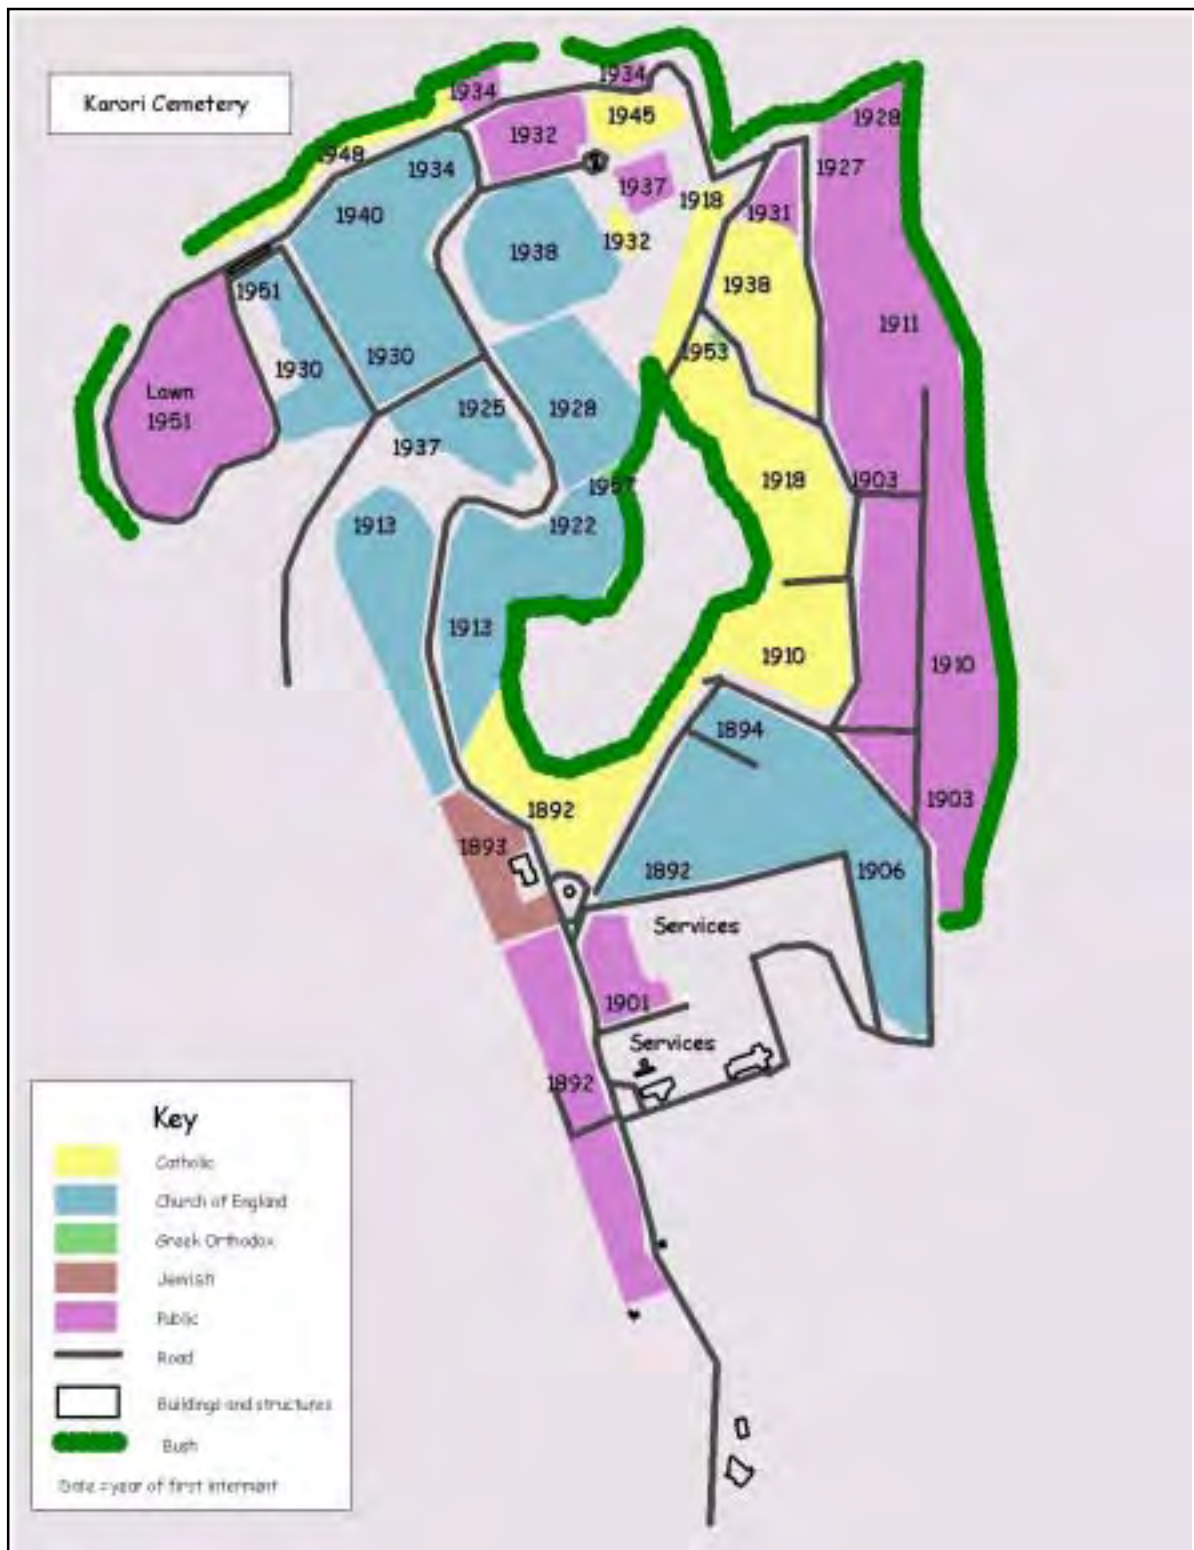 Karori Cemetery
1934
1934
1945
1932
1928
1948
1934
1927
1937
1918
1931
1940
1932
1938
1938
1951
1911
1953
1930
1930
Lawn
1951
1925
1928
1937
1918
1903
1957
1913
1922
1913
1910
1910
1894
1903
1892
1893
1892
1906
Services
1901
Services
1892
Key
Catholic
Church of England
Greek Orthodox
Jewish
Public
Road
Buildings and structures
Bush
Date = year of first interment